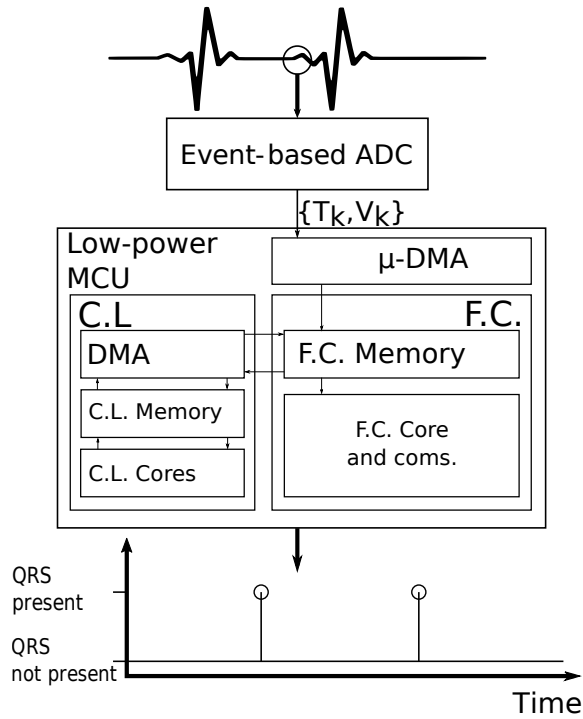 Event-based ADC
{Tk,Vk}
Low-power
MCU
μ-DMA
C.L
F.C.
DMA
F.C. Memory
C.L. Memory
F.C. Core
and coms.
C.L. Cores
QRS
present
QRS
not present
Time